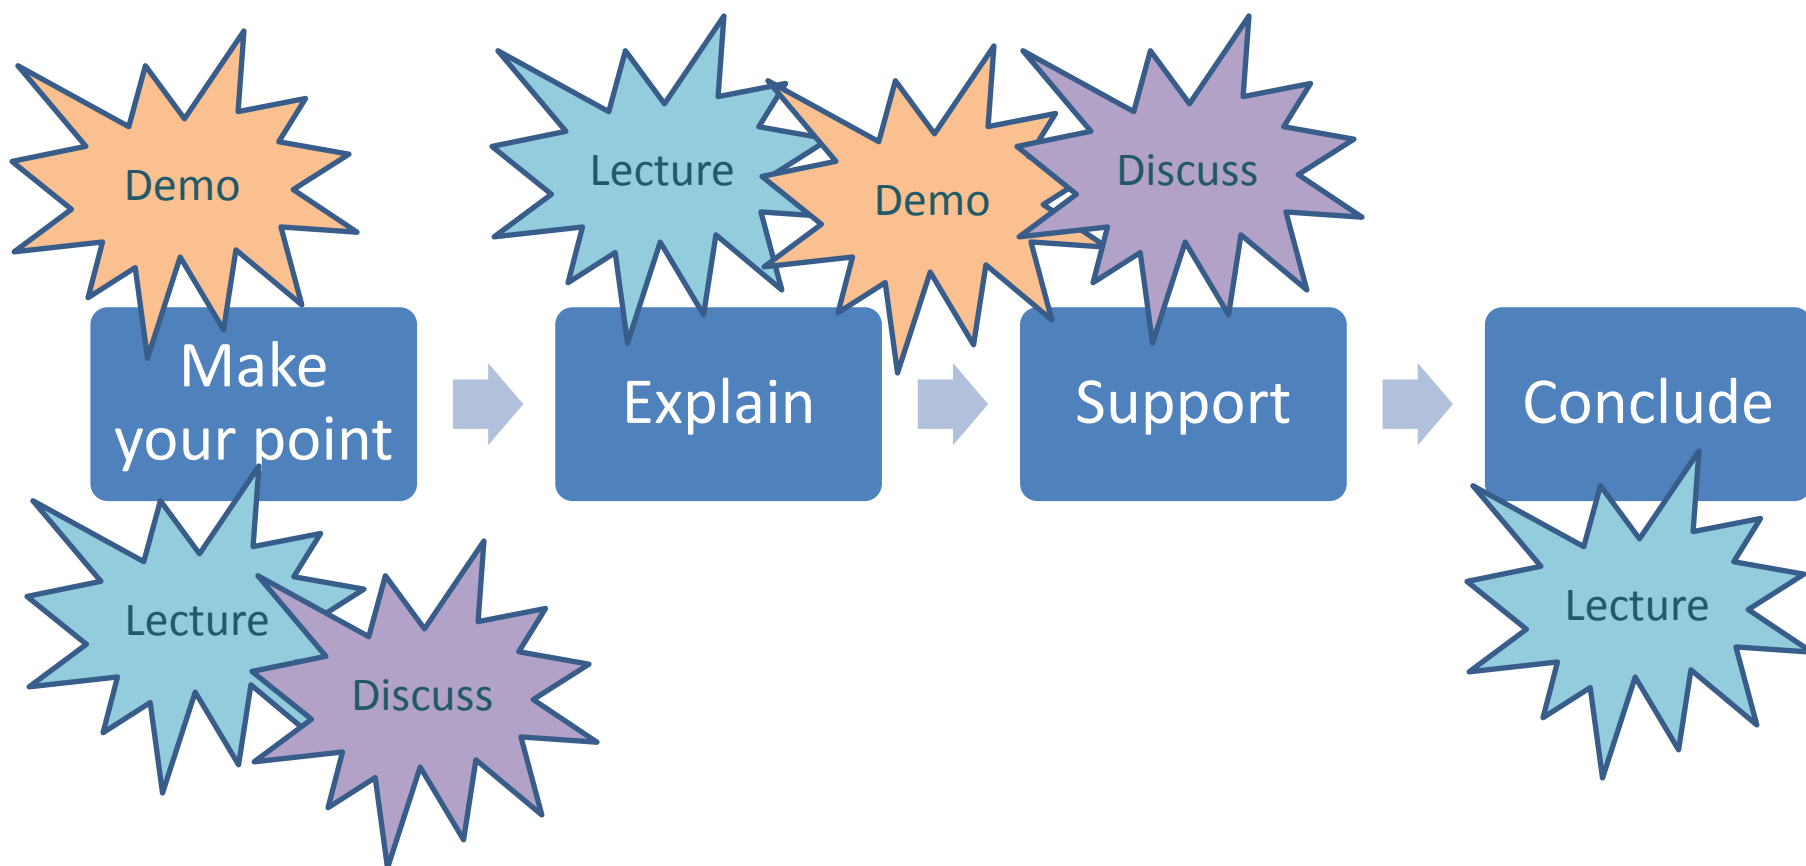 Demo
Lecture
Demo
Discuss
Make
your point
Explain
Support
Conclude
Lecture
Discuss
Lecture